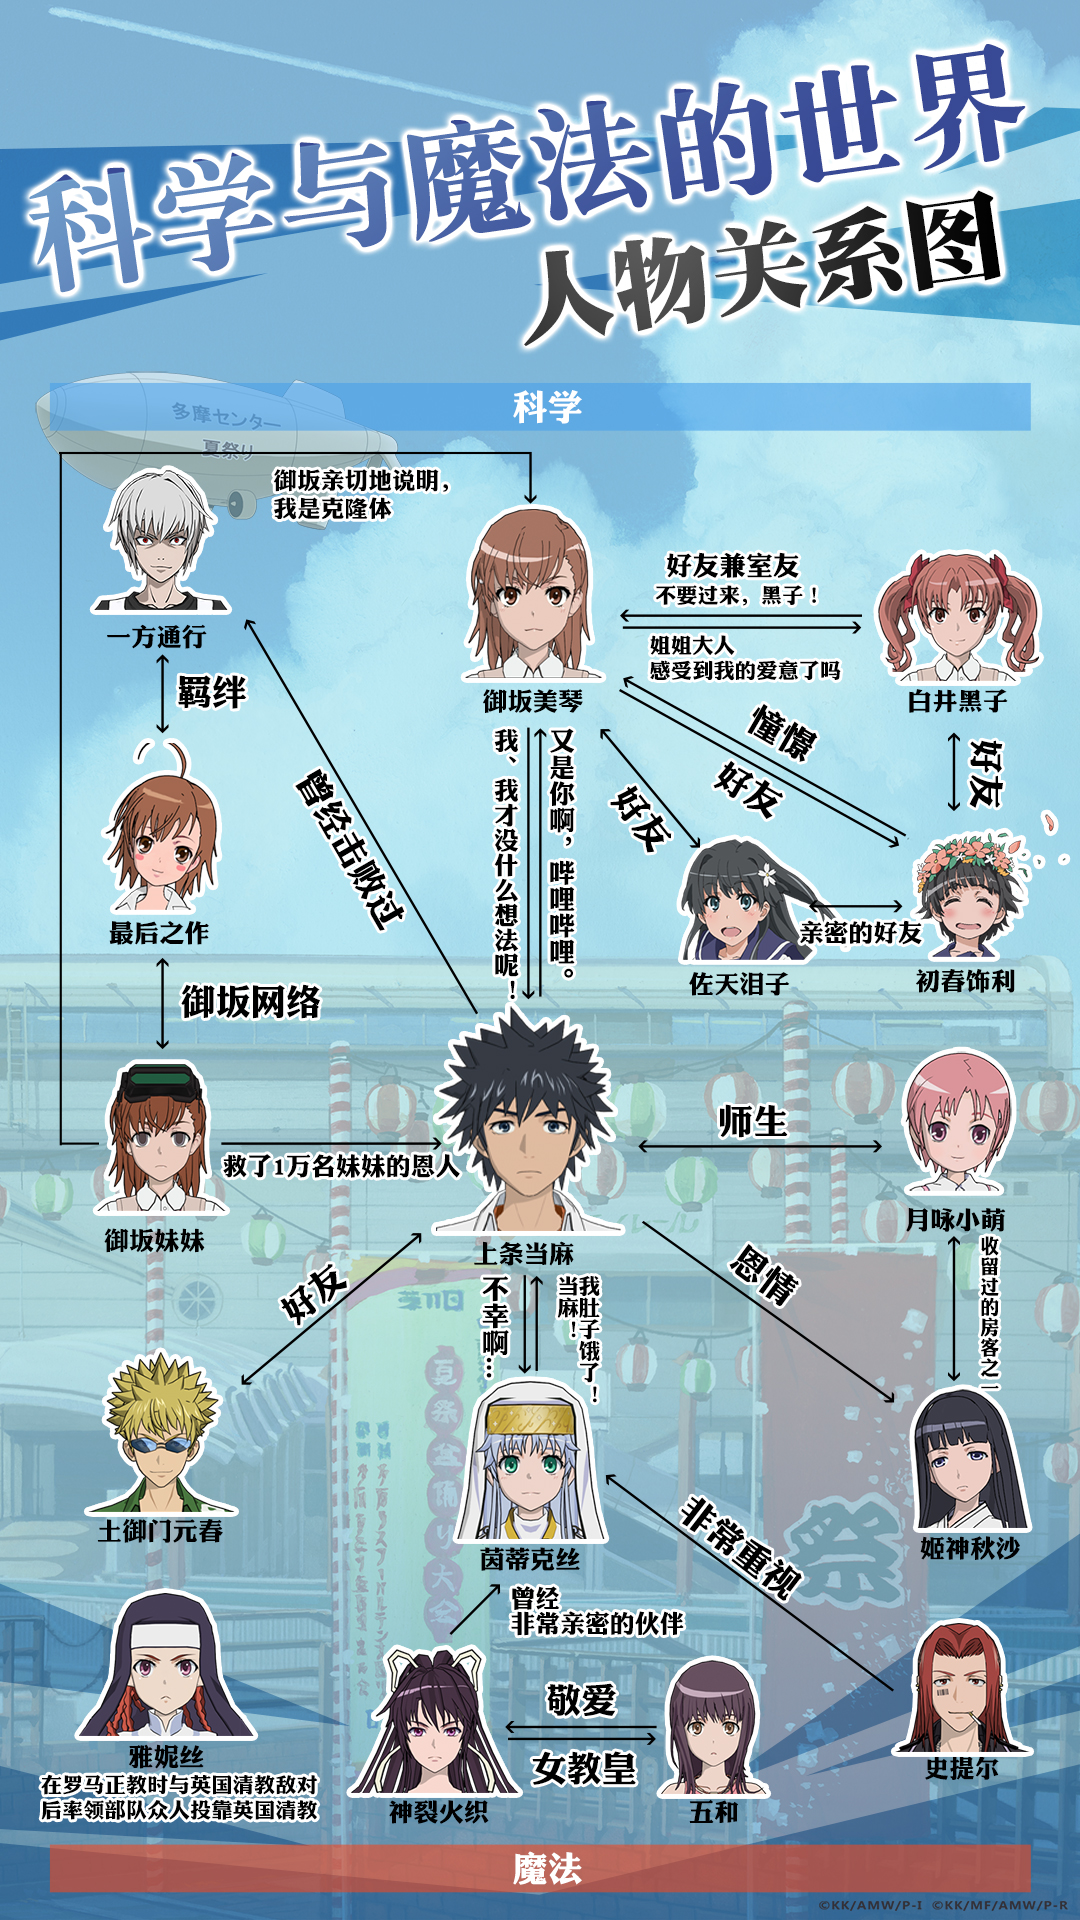 科学与魔法的世界
人物关系图
科学
多摩センター
夏祭り
御坂亲切地说明，
我是克隆体
一方通行
羁绊
御坂美琴
好友兼室友
不要过来，黑子！
姐姐大人
感受到我的爱意了吗
白井黑子
憧憬
好友
好友
好友
曾经击败过
我、我才没什么想法呢！
又是你啊，哔哩哔哩。
最后之作
佐天泪子
亲密的好友
初春饰利
御坂网络
御坂妹妹
救了1万名妹妹的恩人
上条当麻
师生
月咏小萌
收留过的房客之一
好友
不幸啊…
我肚子饿了！
当麻！
恩情
土御门元春
茵蒂克丝
姬神秋沙
祭
非常重视
曾经
非常亲密的伙伴
雅妮丝
在罗马正教时与英国清教敌对
后率领部队众人投靠英国清教
神裂火织
敬爱
女教皇
五和
史提尔
魔法
©KK/AMW/P-I ©KK/MF/AMW/P-R